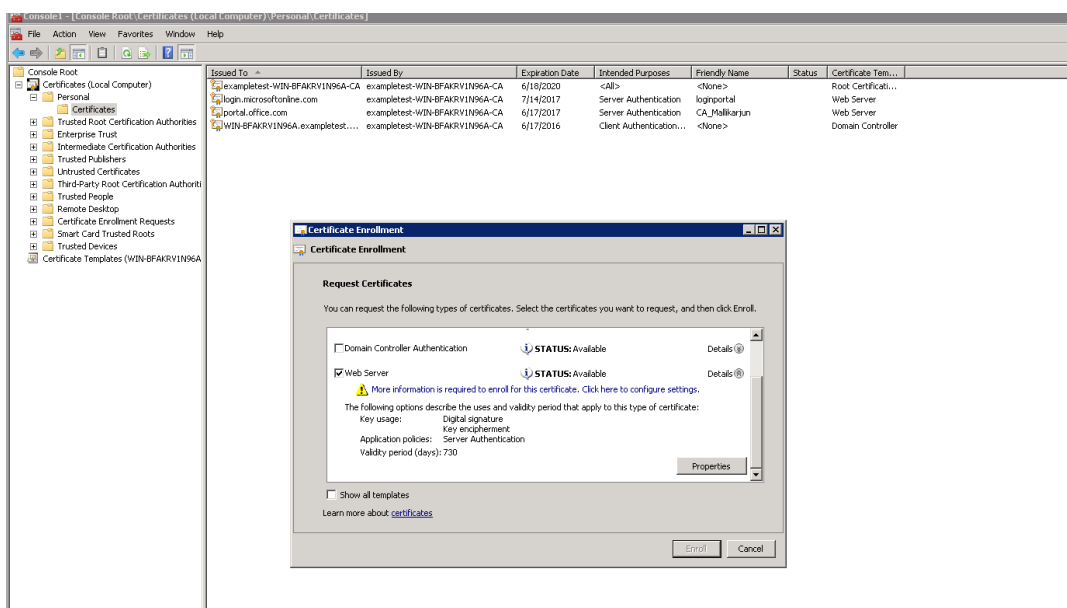 Console1 - [Console Root\Certificates (Local Computer)\Personal\Certificates]
File Action View Favorites Window Help
Console Root
Certificates (Local Computer)
Personal
Certificates
Trusted Root Certification Authorities
Enterprise Trust
Intermediate Certification Authorities
Trusted Publishers
Untrusted Certificates
Third-Party Root Certification Authoriti
Trusted People
Remote Desktop
Certificate Enrollment Requests
Smart Card Trusted Roots
Trusted Devices
Certificate Templates (WIN-BFAKRV1N96A
Issued To Issued By Expiration Date Intended Purposes Friendly Name Status Certificate Tem...
exampletest-WIN-BFAKRV1N96A-CA exampletest-WIN-BFAKRV1N96A-CA 6/18/2020 <All> <None> Root Certificati...
login.microsoftonline.com exampletest-WIN-BFAKRV1N96A-CA 7/14/2017 Server Authentication loginportal Web Server
portal.office.com exampletest-WIN-BFAKRV1N96A-CA 6/17/2017 Server Authentication CA_Mallikarjun Web Server
WIN-BFAKRV1N96A.exampletest.... exampletest-WIN-BFAKRV1N96A-CA 6/17/2016 Client Authentication... <None> Domain Controller
Certificate Enrollment
Certificate Enrollment
Request Certificates
You can request the following types of certificates. Select the certificates you want to request, and then click Enroll.
Domain Controller Authentication STATUS: Available Details
Web Server STATUS: Available Details
More information is required to enroll for this certificate. Click here to configure settings.
The following options describe the uses and validity period that apply to this type of certificate:
Key usage: Digital signature
Key encipherment
Application policies: Server Authentication
Validity period (days): 730
Properties
Show all templates
Learn more about certificates
Enroll Cancel